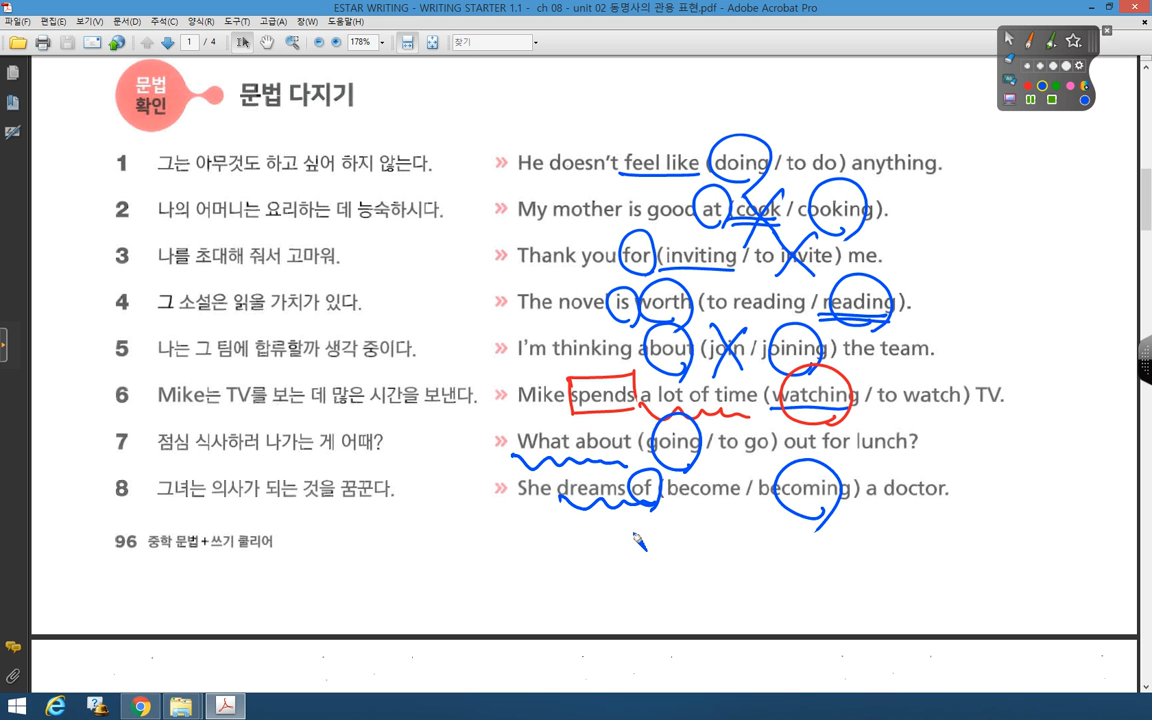 ESTAR WRITING - WRITING STARTER 1.1 - ch 08 - unit 02 동명사의 관용 표현.pdf - Adobe Acrobat Pro
파일(F) 편집(E) 보기(V) 문서(D) 주석(C) 양식(R) 도구(T) 고급(A) 창(W) 도움말(H)
1 / 4 178% 찾기
문법 확인 문법 다지기
1 그는 아무것도 하고 싶어 하지 않는다. » He doesn't feel like (doing / to do) anything.
2 나의 어머니는 요리하는 데 능숙하시다. » My mother is good at (cook / cooking).
3 나를 초대해 줘서 고마워. » Thank you for (inviting / to invite) me.
4 그 소설은 읽을 가치가 있다. » The novel is worth (to reading / reading).
5 나는 그 팀에 합류할까 생각 중이다. » I'm thinking about (join / joining) the team.
6 Mike는 TV를 보는 데 많은 시간을 보낸다. » Mike spends a lot of time (watching / to watch) TV.
7 점심 식사하러 나가는 게 어때? » What about (going / to go) out for lunch?
8 그녀는 의사가 되는 것을 꿈꾼다. » She dreams of (become / becoming) a doctor.
96 중학 문법+쓰기 클리어